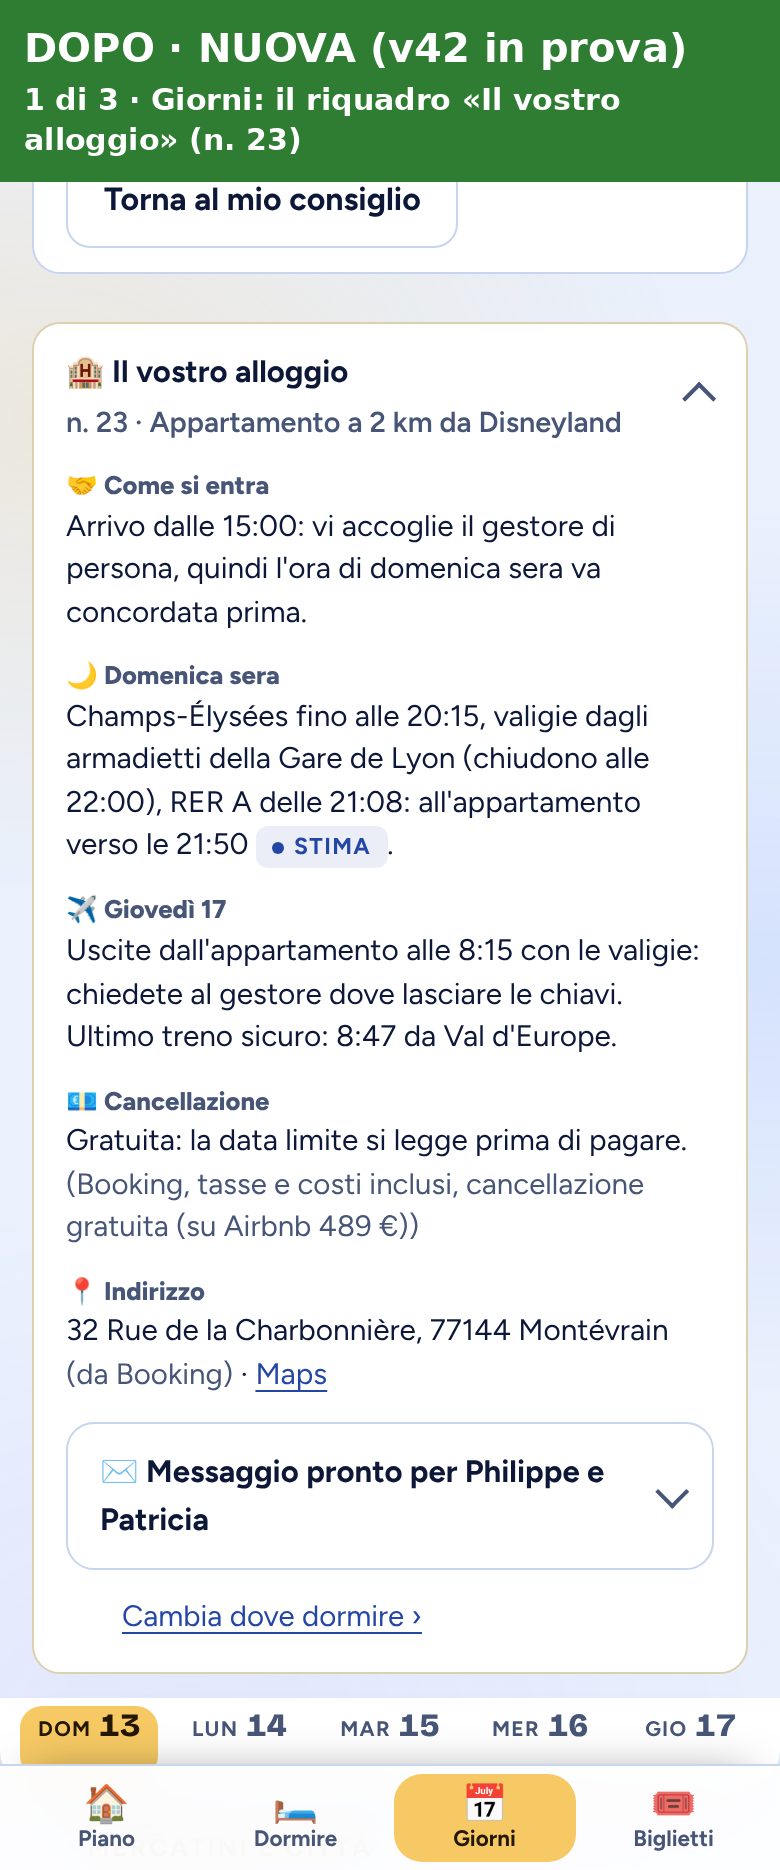 DOPO · NUOVA (v42 in prova)
1 di 3 · Giorni: il riquadro «Il vostro
alloggio» (n. 23)
Torna al mio consiglio
Il vostro alloggio
n. 23 · Appartamento a 2 km da Disneyland
Come si entra
Arrivo dalle 15:00: vi accoglie il gestore di
persona, quindi l'ora di domenica sera va
concordata prima.
Domenica sera
Champs-Élysées fino alle 20:15, valigie dagli
armadietti della Gare de Lyon (chiudono alle
22:00), RER A delle 21:08: all'appartamento
verso le 21:50 • STIMA .
Giovedì 17
Uscite dall'appartamento alle 8:15 con le valigie:
chiedete al gestore dove lasciare le chiavi.
Ultimo treno sicuro: 8:47 da Val d'Europe.
Cancellazione
Gratuita: la data limite si legge prima di pagare.
(Booking, tasse e costi inclusi, cancellazione
gratuita (su Airbnb 489 €))
Indirizzo
32 Rue de la Charbonnière, 77144 Montévrain
(da Booking) · Maps
Messaggio pronto per Philippe e
Patricia
Cambia dove dormire ›
DOM 13 LUN 14 MAR 15 MER 16 GIO 17
July
17
Piano Dormire Giorni Biglietti
MERCATINI E CITTÀ